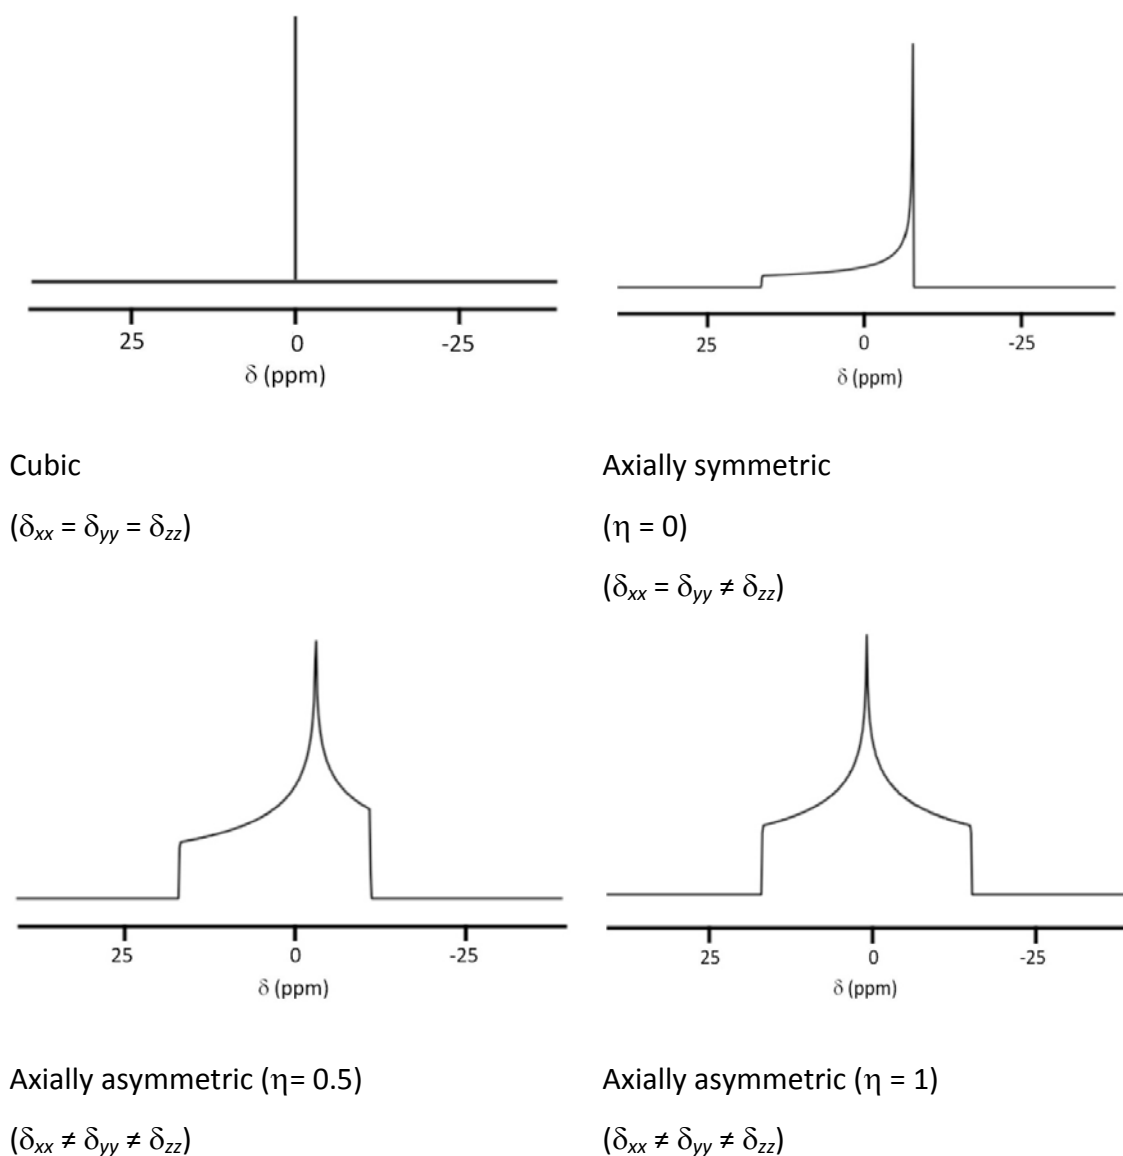 25 0 -25
δ (ppm)
25 0 -25
δ (ppm)
Cubic
(δxx = δyy = δzz)
Axially symmetric
(η = 0)
(δxx = δyy ≠ δzz)
25 0 -25
δ (ppm)
25 0 -25
δ (ppm)
Axially asymmetric (η= 0.5)
(δxx ≠ δyy ≠ δzz)
Axially asymmetric (η = 1)
(δxx ≠ δyy ≠ δzz)